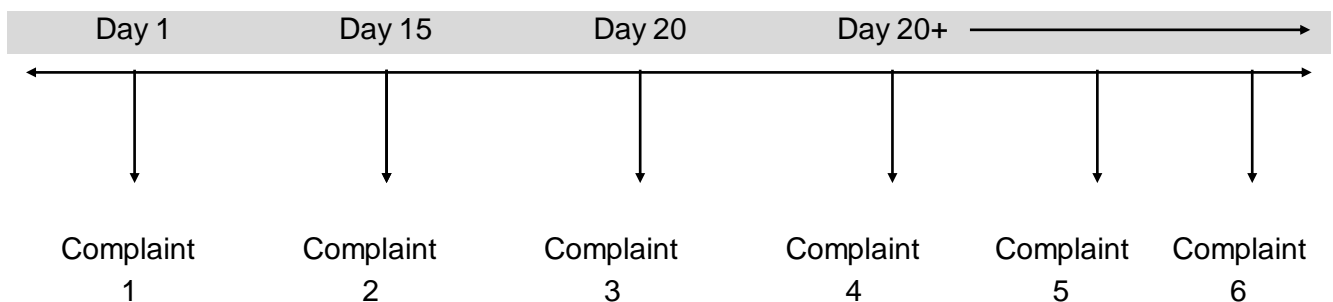 Day 1 Day 15 Day 20 Day 20+
Complaint Complaint Complaint Complaint Complaint Complaint
1 2 3 4 5 6